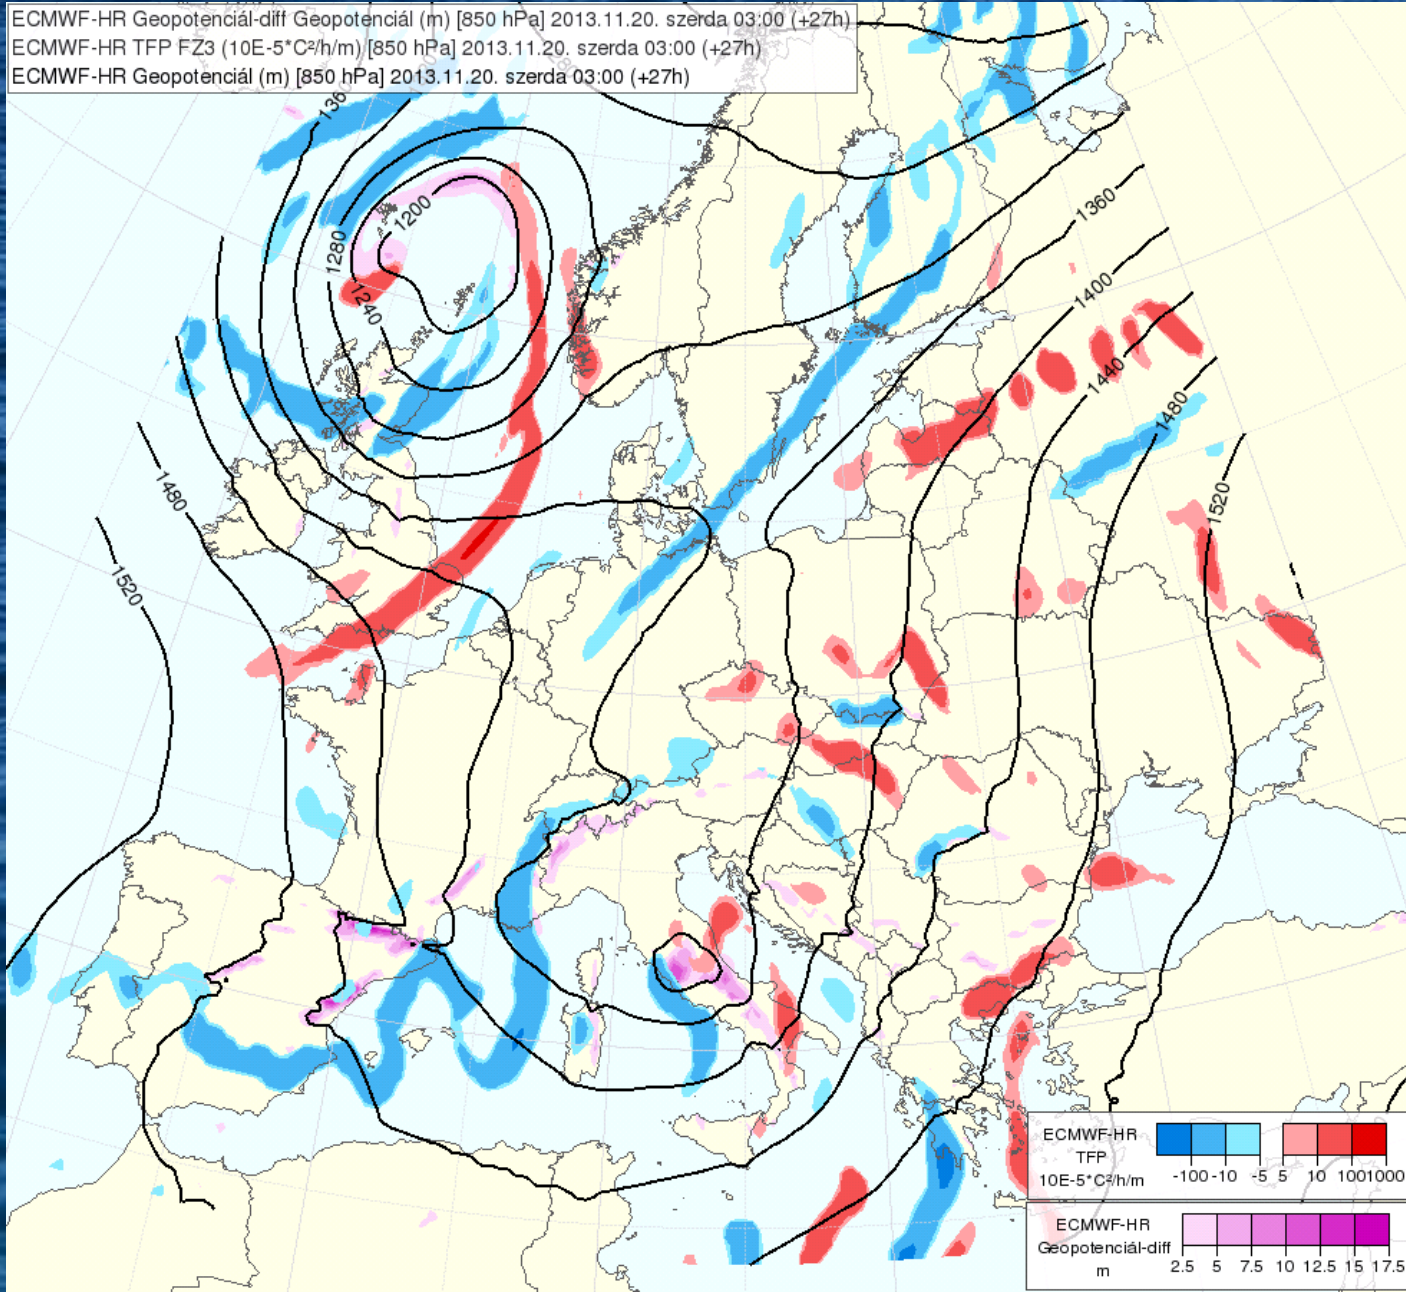 ECMWF-HR Geopotenciál-diff Geopotenciál (m) [850 hPa] 2013.11.20. szerda 03:00 (+27h)
ECMWF-HR TFP FZ3 (10E-5*C²/h/m) [850 hPa] 2013.11.20. szerda 03:00 (+27h)
ECMWF-HR Geopotenciál (m) [850 hPa] 2013.11.20. szerda 03:00 (+27h)
1360
1200
1280
1240
1360
1400
1440
1480
1480
1520
1520
ECMWF-HR
TFP
10E-5*C²/h/m
-100 -10 -5 5 10 100 1000
ECMWF-HR
Geopotenciál-diff
m
2.5 5 7.5 10 12.5 15 17.5